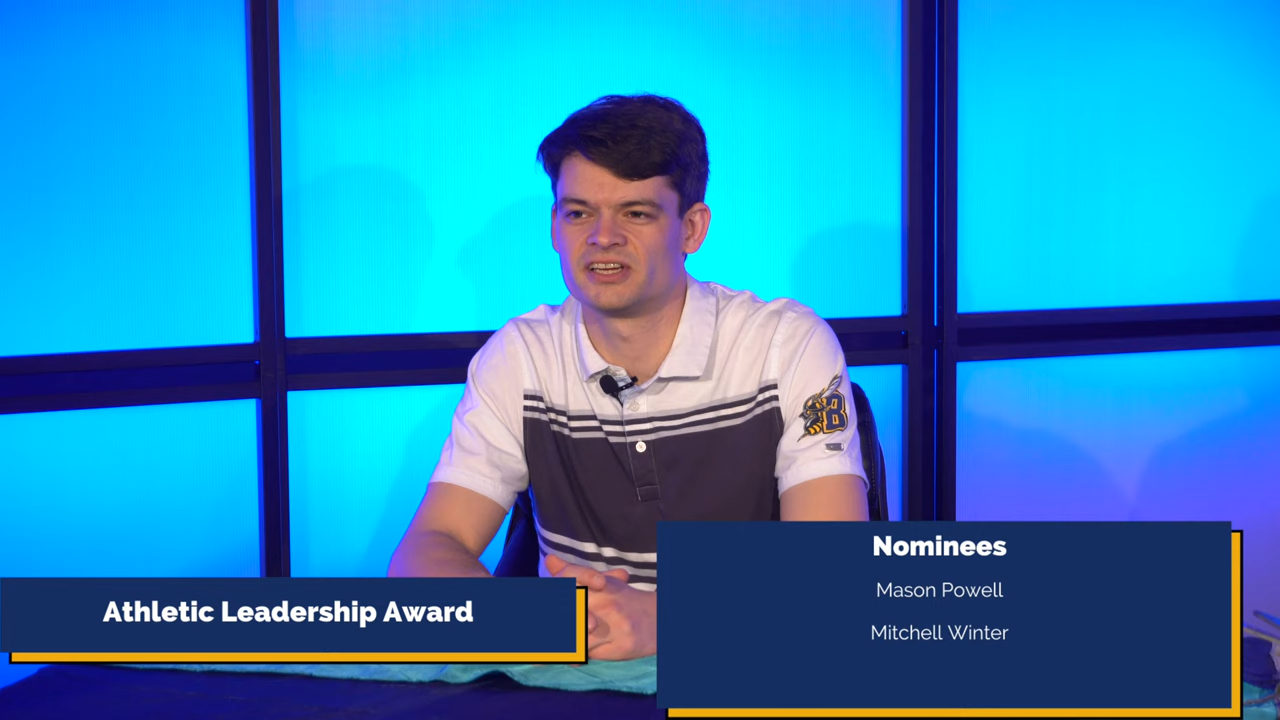 B
Athletic Leadership Award
Nominees
Mason Powell
Mitchell Winter